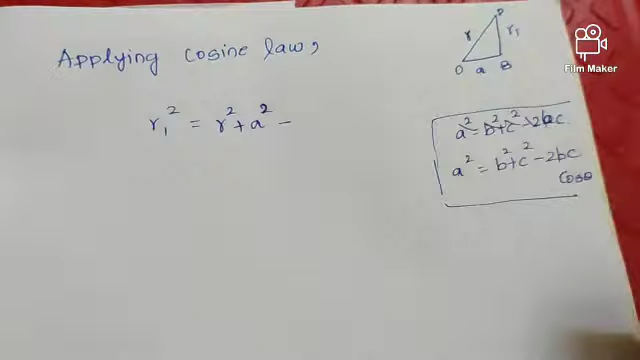 Applying Cosine law,
r₁² = r² + a² -
P
r
r₁
O a B
a² = b² + c² - 2bc
a² = b² + c² - 2bc
Cosθ
Film Maker